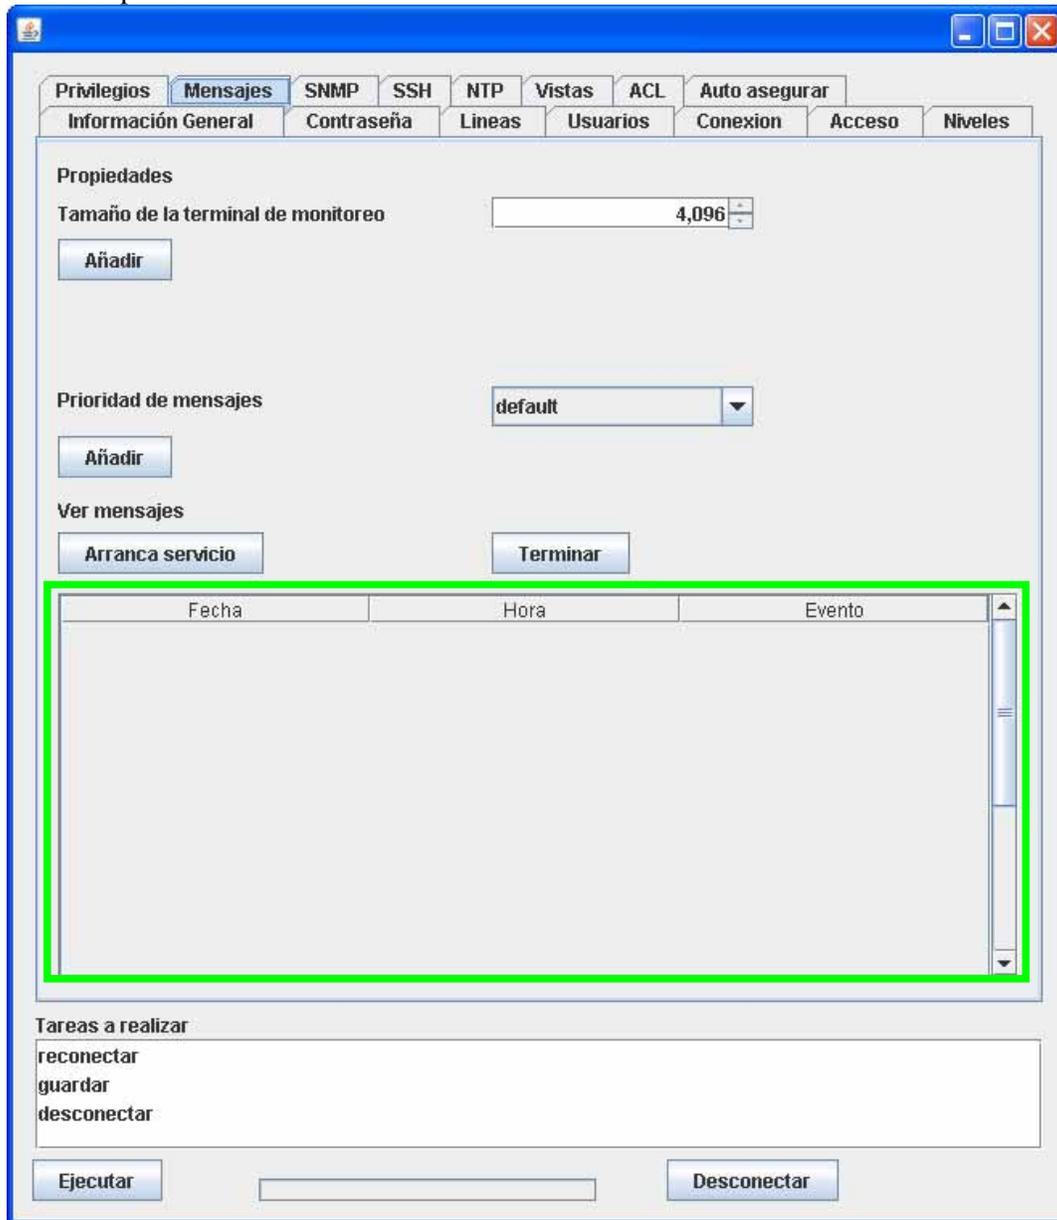 Privilegios Mensajes SNMP SSH NTP Vistas ACL Auto asegurar
Información General Contraseña Lineas Usuarios Conexion Acceso Niveles
Propiedades
Tamaño de la terminal de monitoreo 4,096
Añadir
Prioridad de mensajes default
Añadir
Ver mensajes
Arranca servicio Terminar
Fecha Hora Evento
Tareas a realizar
reconectar
guardar
desconectar
Ejecutar Desconectar